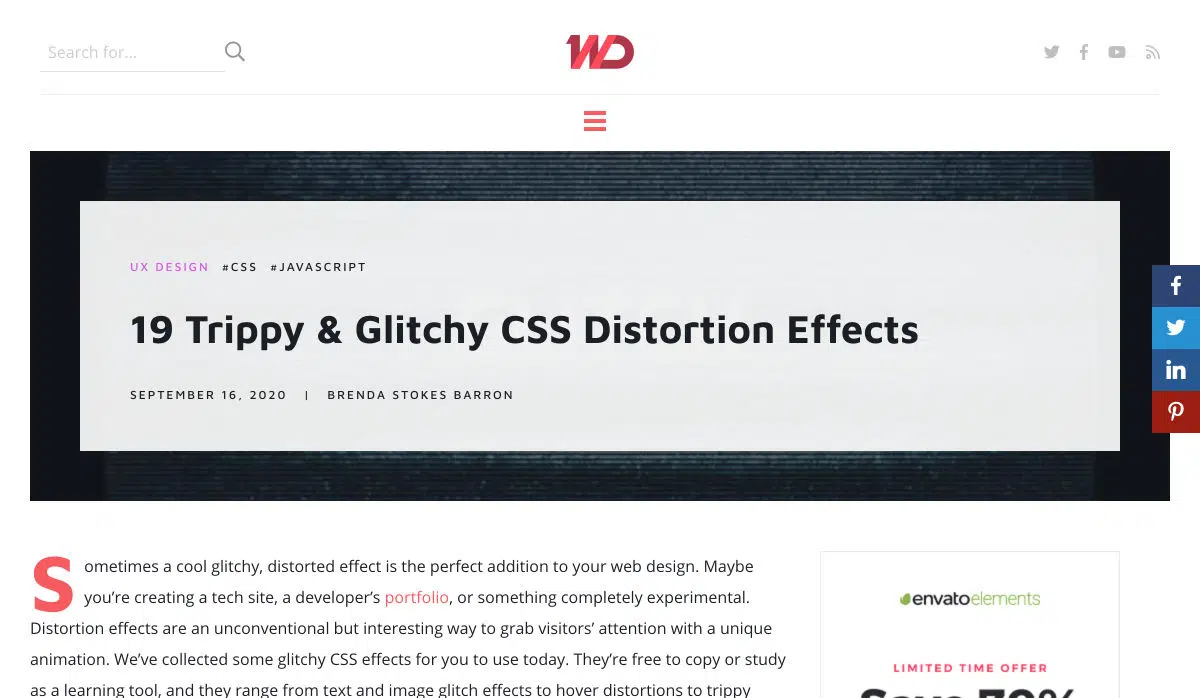 Search for...
WD
UX DESIGN #CSS #JAVASCRIPT
19 Trippy & Glitchy CSS Distortion Effects
SEPTEMBER 16, 2020 | BRENDA STOKES BARRON
Sometimes a cool glitchy, distorted effect is the perfect addition to your web design. Maybe
you’re creating a tech site, a developer’s portfolio, or something completely experimental.
Distortion effects are an unconventional but interesting way to grab visitors’ attention with a unique
animation. We’ve collected some glitchy CSS effects for you to use today. They’re free to copy or study
as a learning tool, and they range from text and image glitch effects to hover distortions to trippy
envatoelements
LIMITED TIME OFFER
Save 70%